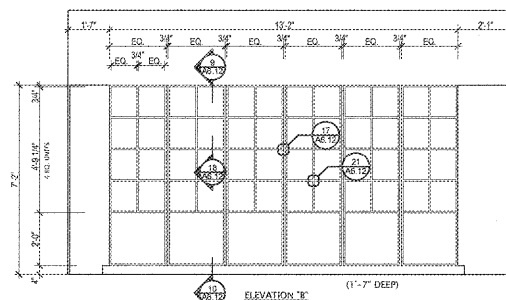 1'-7" 13'-2" 2'-1"
3/4" 3/4" 3/4" 3/4" 3/4"
EQ. EQ. EQ. EQ. EQ. EQ.
3/4"
EQ. EQ.
9
A6.12
3/4"
17
A6.12
4'-9 1/4"
4 EQ. UNITS
18
A6.12
21
A6.12
7'-2"
2'-0"
4"
10
A6.12
ELEVATION "B"
(1'-7" DEEP)